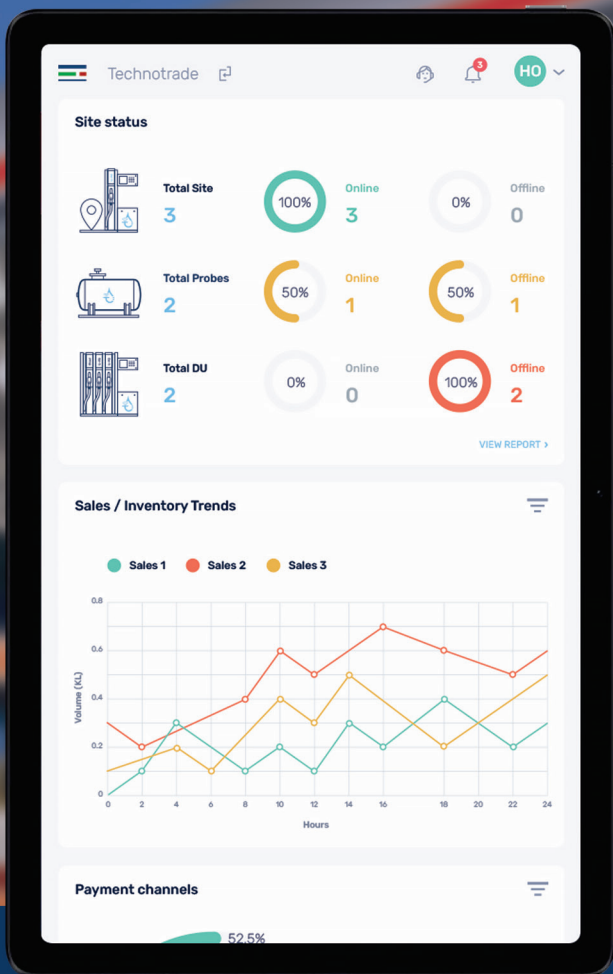 Technotrade
3
HO
Site status
Total Site
3
100%
Online
3
0%
Offline
0
Total Probes
2
50%
Online
1
50%
Offline
1
Total DU
2
0%
Online
0
100%
Offline
2
VIEW REPORT >
Sales / Inventory Trends
Sales 1 Sales 2 Sales 3
0.8
0.6
0.4
0.2
0
Volume (KL)
0 2 4 6 8 10 12 14 16 18 20 22 24
Hours
Payment channels
52.5%